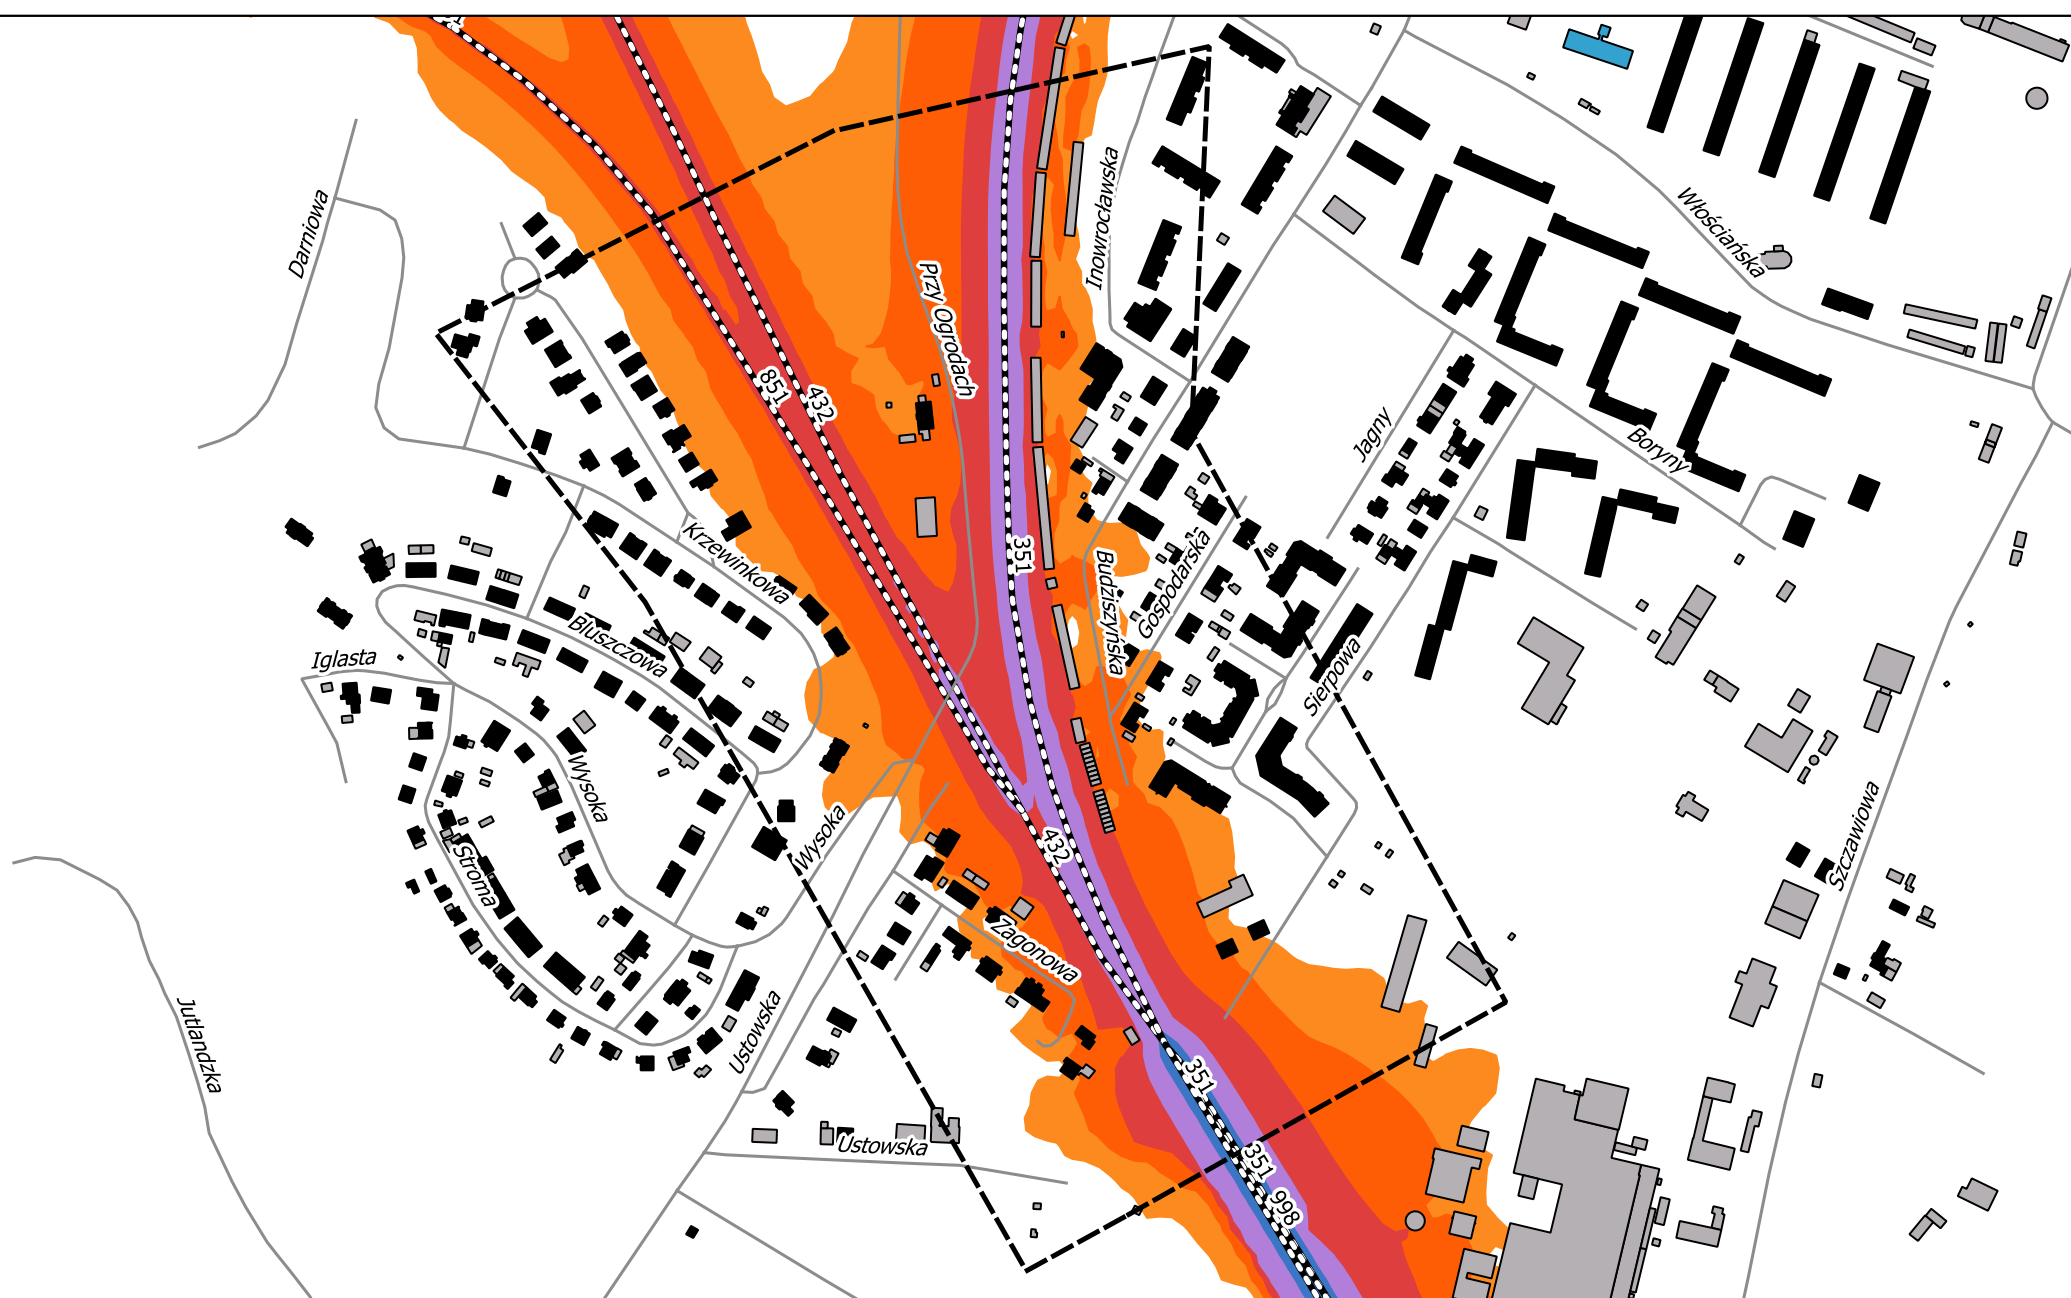 Darniowa
Inowrocławska
Włościańska
Przy Ogrodach
851
432
Jagny
Boryny
351
Krzewinkowa
Budziszyńska
Gospodarska
Bluszczowa
Iglasta
Sierpowa
Wysoka
Wysoka
432
Szczawiowa
Stroma
Zagonowa
Jutlandzka
Ustowska
351
Ustowska
351
998